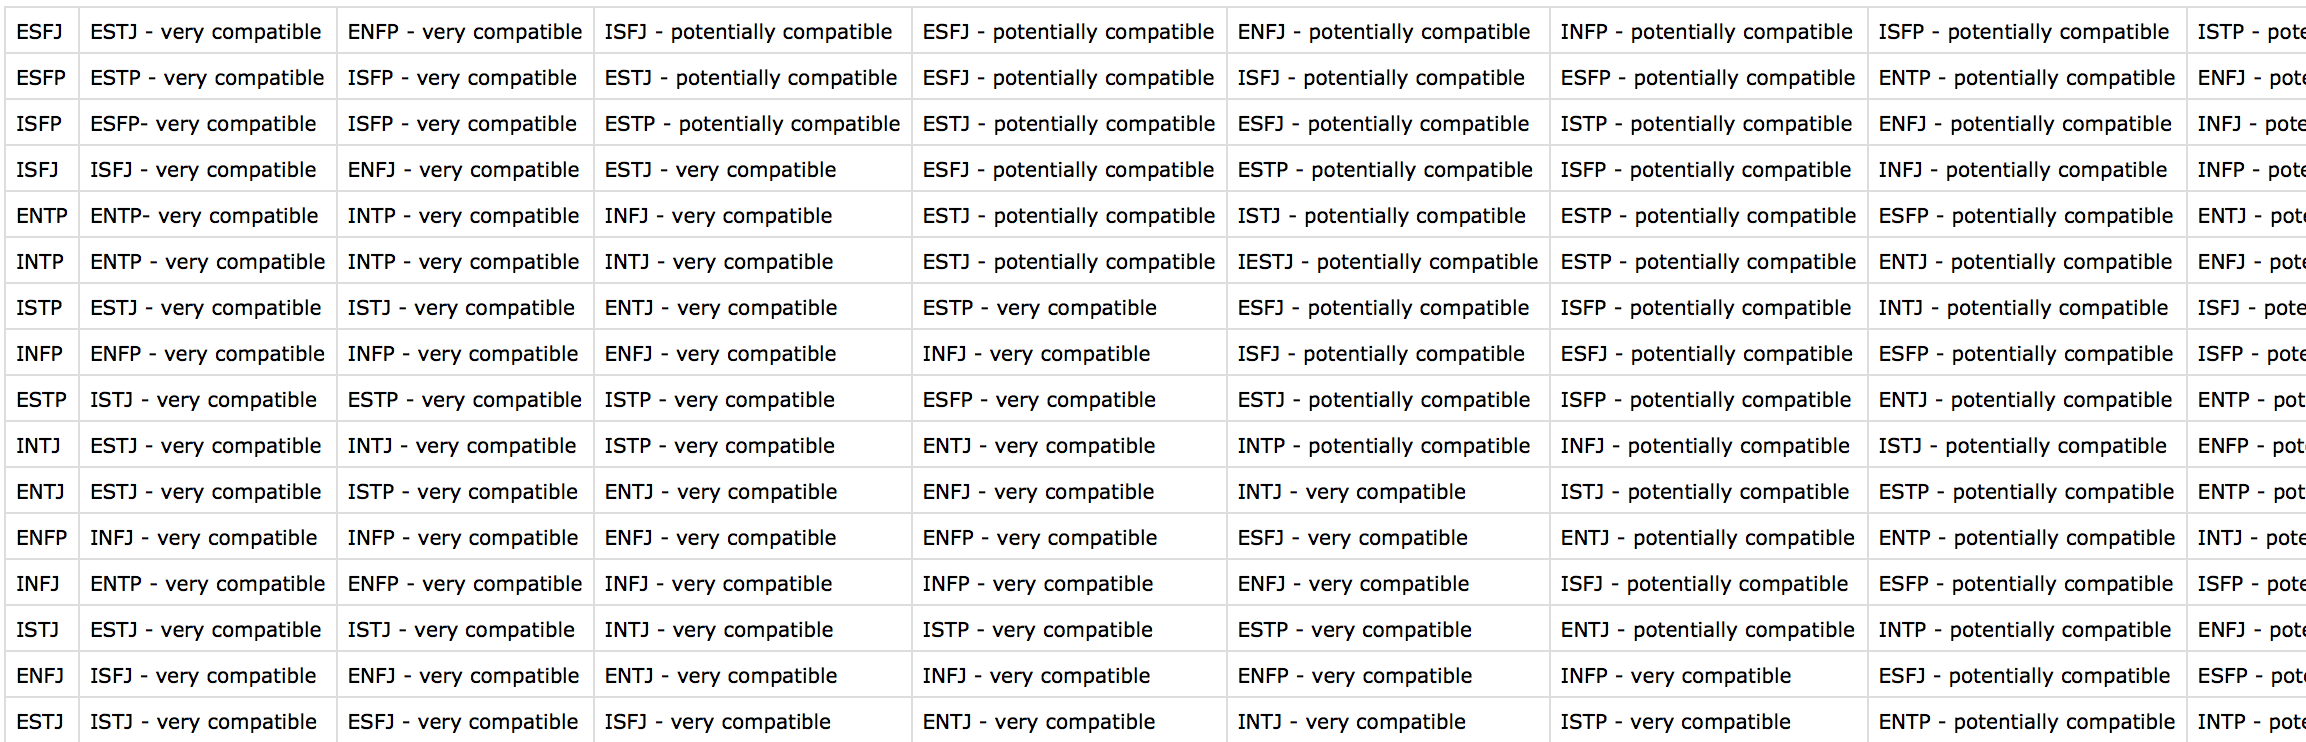 ESFJ ESTJ - very compatible ENFP - very compatible ISFJ - potentially compatible ESFJ - potentially compatible ENFJ - potentially compatible INFP - potentially compatible ISFP - potentially compatible ISTP - pote
ESFP ESTP - very compatible ISFP - very compatible ESTJ - potentially compatible ESFJ - potentially compatible ISFJ - potentially compatible ESFP - potentially compatible ENTP - potentially compatible ENFJ - pote
ISFP ESFP- very compatible ISFP - very compatible ESTP - potentially compatible ESTJ - potentially compatible ESFJ - potentially compatible ISTP - potentially compatible ENFJ - potentially compatible INFJ - pote
ISFJ ISFJ - very compatible ENFJ - very compatible ESTJ - very compatible ESFJ - potentially compatible ESTP - potentially compatible ISFP - potentially compatible INFJ - potentially compatible INFP - pote
ENTP ENTP- very compatible INTP - very compatible INFJ - very compatible ESTJ - potentially compatible ISTJ - potentially compatible ESTP - potentially compatible ESFP - potentially compatible ENTJ - pote
INTP ENTP - very compatible INTP - very compatible INTJ - very compatible ESTJ - potentially compatible IESTJ - potentially compatible ESTP - potentially compatible ENTJ - potentially compatible ENFJ - pote
ISTP ESTJ - very compatible ISTJ - very compatible ENTJ - very compatible ESTP - very compatible ESFJ - potentially compatible ISFP - potentially compatible INTJ - potentially compatible ISFJ - pote
INFP ENFP - very compatible INFP - very compatible ENFJ - very compatible INFJ - very compatible ISFJ - potentially compatible ESFJ - potentially compatible ESFP - potentially compatible ISFP - pote
ESTP ISTJ - very compatible ESTP - very compatible ISTP - very compatible ESFP - very compatible ESTJ - potentially compatible ISFP - potentially compatible ENTJ - potentially compatible ENTP - pot
INTJ ESTJ - very compatible INTJ - very compatible ISTP - very compatible ENTJ - very compatible INTP - potentially compatible INFJ - potentially compatible ISTJ - potentially compatible ENFP - pot
ENTJ ESTJ - very compatible ISTP - very compatible ENTJ - very compatible ENFJ - very compatible INTJ - very compatible ISTJ - potentially compatible ESTP - potentially compatible ENTP - pot
ENFP INFJ - very compatible INFP - very compatible ENFJ - very compatible ENFP - very compatible ESFJ - very compatible ENTJ - potentially compatible ENTP - potentially compatible INTJ - pote
INFJ ENTP - very compatible ENFP - very compatible INFJ - very compatible INFP - very compatible ENFJ - very compatible ISFJ - potentially compatible ESFP - potentially compatible ISFP - pote
ISTJ ESTJ - very compatible ISTJ - very compatible INTJ - very compatible ISTP - very compatible ESTP - very compatible ENTJ - potentially compatible INTP - potentially compatible ENFJ - pote
ENFJ ISFJ - very compatible ENFJ - very compatible ENTJ - very compatible INFJ - very compatible ENFP - very compatible INFP - very compatible ESFJ - potentially compatible ESFP - pot
ESTJ ISTJ - very compatible ESFJ - very compatible ISFJ - very compatible ENTJ - very compatible INTJ - very compatible ISTP - very compatible ENTP - potentially compatible INTP - pote